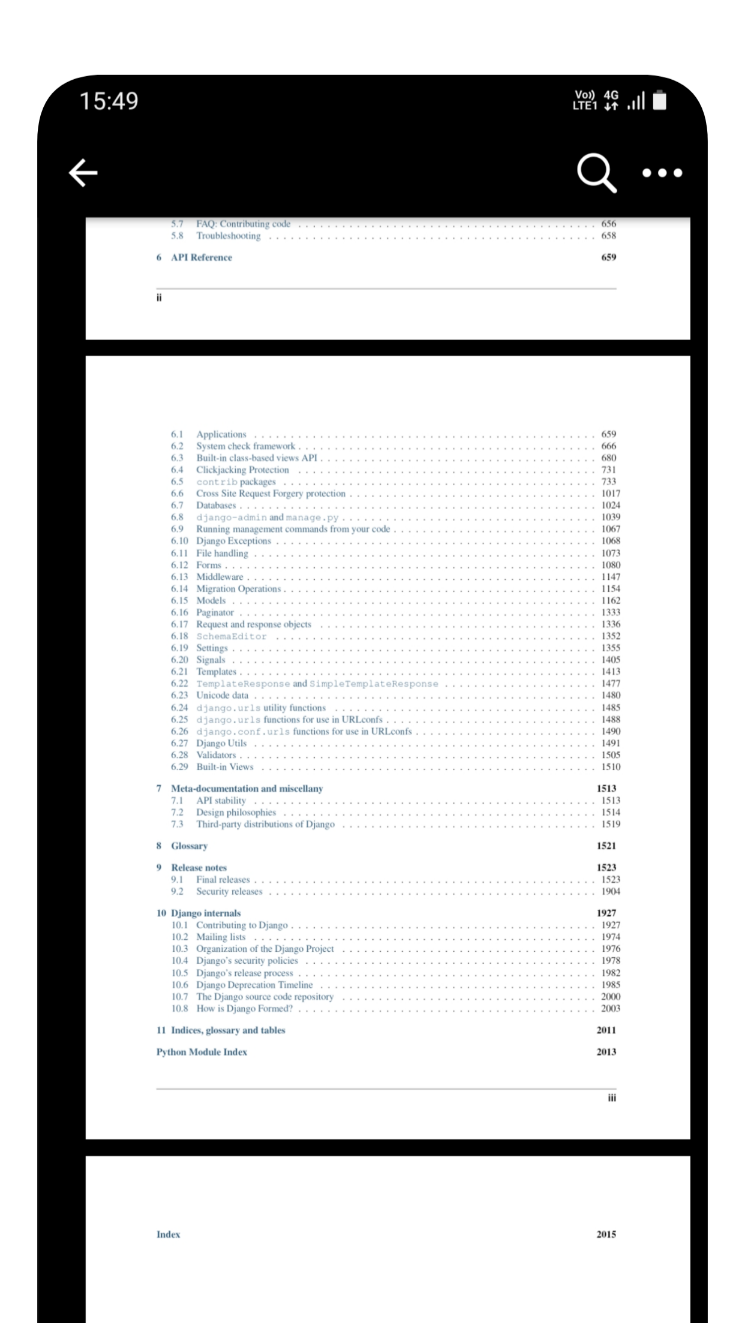 15:49
Vo)) 4G
LTE1
5.7 FAQ: Contributing code . . . . . . . . . . 656
5.8 Troubleshooting . . . . . . . . . . 658
6 API Reference 659
ii
6.1 Applications . . . . . . . . . . 659
6.2 System check framework . . . . . . . . . . 666
6.3 Built-in class-based views API . . . . . . . . . . 680
6.4 Clickjacking Protection . . . . . . . . . . 731
6.5 contrib packages . . . . . . . . . . 733
6.6 Cross Site Request Forgery protection . . . . . . . . . . 1017
6.7 Databases . . . . . . . . . . 1024
6.8 django-admin and manage.py . . . . . . . . . . 1039
6.9 Running management commands from your code . . . . . . . . . . 1067
6.10 Django Exceptions . . . . . . . . . . 1068
6.11 File handling . . . . . . . . . . 1073
6.12 Forms . . . . . . . . . . 1080
6.13 Middleware . . . . . . . . . . 1147
6.14 Migration Operations . . . . . . . . . . 1154
6.15 Models . . . . . . . . . . 1162
6.16 Paginator . . . . . . . . . . 1333
6.17 Request and response objects . . . . . . . . . . 1336
6.18 SchemaEditor . . . . . . . . . . 1352
6.19 Settings . . . . . . . . . . 1355
6.20 Signals . . . . . . . . . . 1405
6.21 Templates . . . . . . . . . . 1413
6.22 TemplateResponse and SimpleTemplateResponse . . . . . . . . . . 1477
6.23 Unicode data . . . . . . . . . . 1480
6.24 django.urls utility functions . . . . . . . . . . 1485
6.25 django.urls functions for use in URLconfs . . . . . . . . . . 1488
6.26 django.conf.urls functions for use in URLconfs . . . . . . . . . . 1490
6.27 Django Utils . . . . . . . . . . 1491
6.28 Validators . . . . . . . . . . 1505
6.29 Built-in Views . . . . . . . . . . 1510
7 Meta-documentation and miscellany 1513
7.1 API stability . . . . . . . . . . 1513
7.2 Design philosophies . . . . . . . . . . 1514
7.3 Third-party distributions of Django . . . . . . . . . . 1519
8 Glossary 1521
9 Release notes 1523
9.1 Final releases . . . . . . . . . . 1523
9.2 Security releases . . . . . . . . . . 1904
10 Django internals 1927
10.1 Contributing to Django . . . . . . . . . . 1927
10.2 Mailing lists . . . . . . . . . . 1974
10.3 Organization of the Django Project . . . . . . . . . . 1976
10.4 Django's security policies . . . . . . . . . . 1978
10.5 Django's release process . . . . . . . . . . 1982
10.6 Django Deprecation Timeline . . . . . . . . . . 1985
10.7 The Django source code repository . . . . . . . . . . 2000
10.8 How is Django Formed? . . . . . . . . . . 2003
11 Indices, glossary and tables 2011
Python Module Index 2013
iii
Index 2015